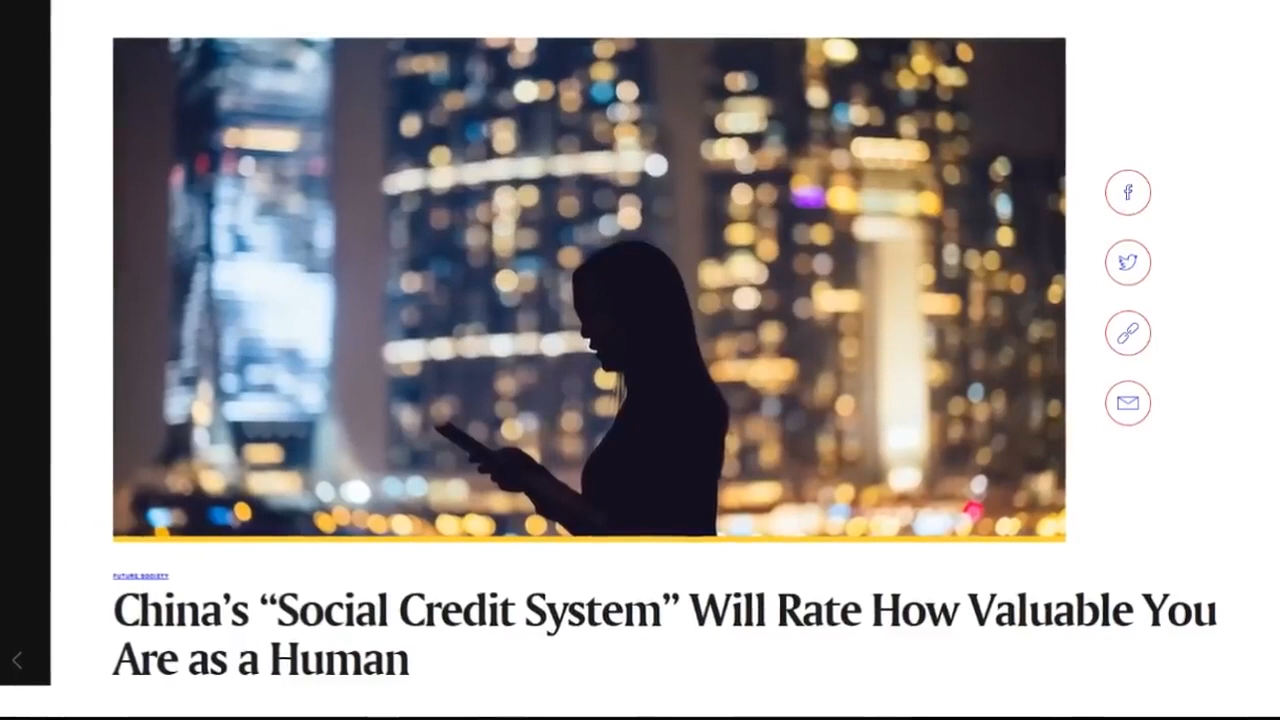 FUTURE SOCIETY
China’s “Social Credit System” Will Rate How Valuable You
Are as a Human